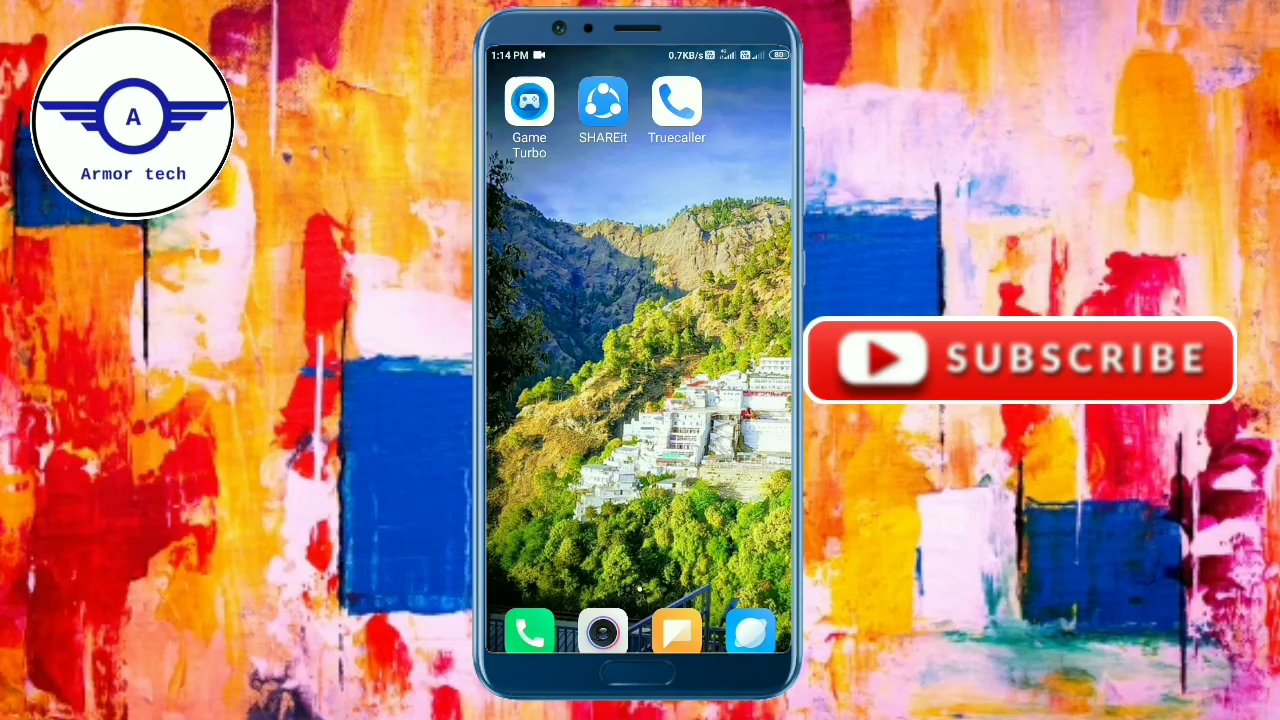 1:14 PM
0.7KB/s
80
Game
Turbo
SHAREit
Truecaller
A
Armor tech
SUBSCRIBE